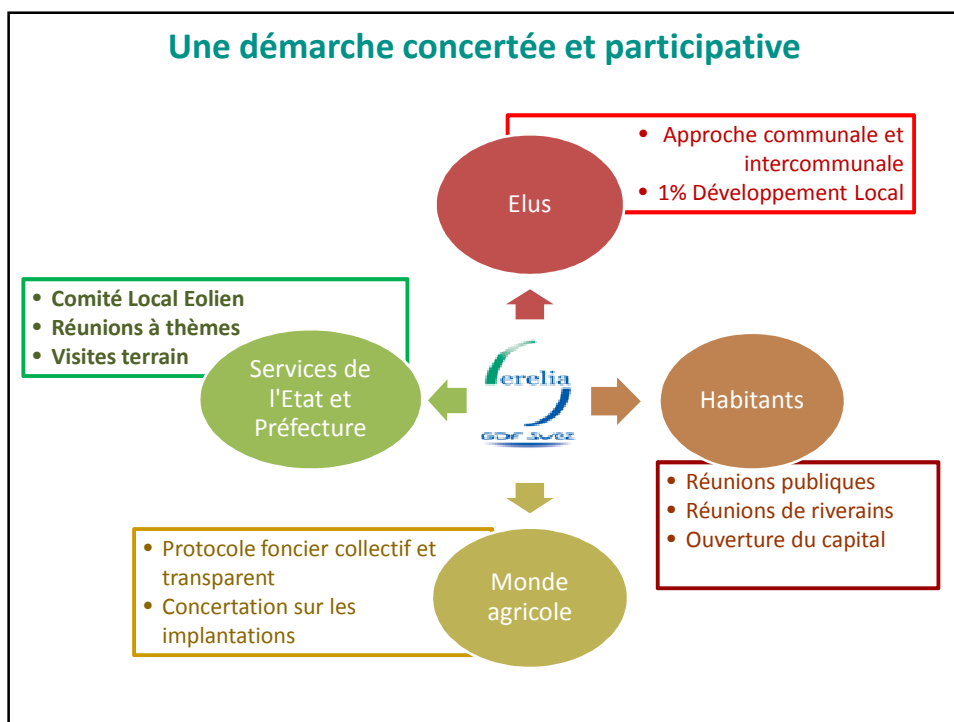 Une démarche concertée et participative
• Approche communale et
intercommunale
• 1% Développement Local
Elus
• Comité Local Eolien
• Réunions à thèmes
• Visites terrain
Services de
l'Etat et
Préfecture
erelia
GDF SUEZ
Habitants
• Réunions publiques
• Réunions de riverains
• Ouverture du capital
• Protocole foncier collectif et
transparent
• Concertation sur les
implantations
Monde
agricole